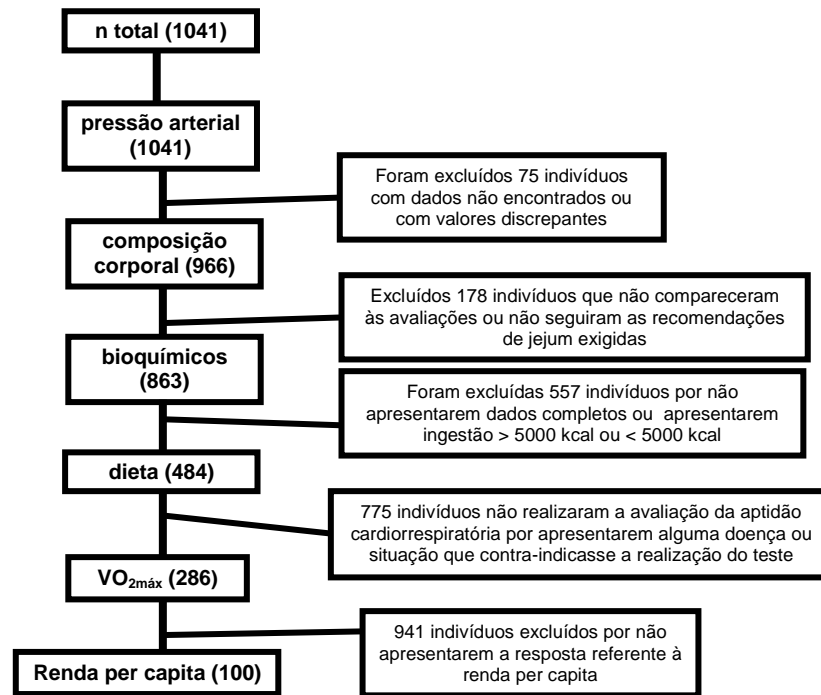 n total (1041)
pressão arterial
(1041)
Foram excluídos 75 indivíduos
com dados não encontrados ou
com valores discrepantes
composição
corporal (966)
Excluídos 178 indivíduos que não compareceram
às avaliações ou não seguiram as recomendações
de jejum exigidas
bioquímicos
(863)
Foram excluídas 557 indivíduos por não
apresentarem dados completos ou apresentarem
ingestão > 5000 kcal ou < 5000 kcal
dieta (484)
775 indivíduos não realizaram a avaliação da aptidão
cardiorrespiratória por apresentarem alguma doença ou
situação que contra-indicasse a realização do teste
VO2máx (286)
941 indivíduos excluídos por não
apresentarem a resposta referente à
renda per capita
Renda per capita (100)